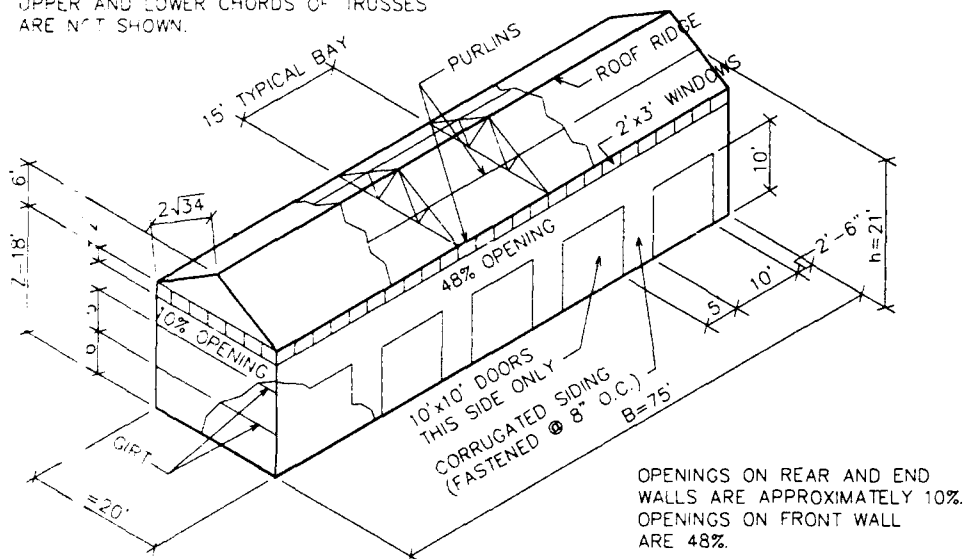 UPPER AND LOWER CHORDS OF TRUSSES
ARE NOT SHOWN.
15' TYPICAL BAY
PURLINS
ROOF RIDGE
2'x3' WINDOWS
10'
6'
2√34
=18'
48% OPENING
10% OPENING
h=21'
2'-6"
10'
5
10'x10' DOORS
THIS SIDE ONLY
CORRUGATED SIDING
(FASTENED @ 8" O.C.)
B=75'
GIRT
=20'
OPENINGS ON REAR AND END
WALLS ARE APPROXIMATELY 10%.
OPENINGS ON FRONT WALL
ARE 48%.